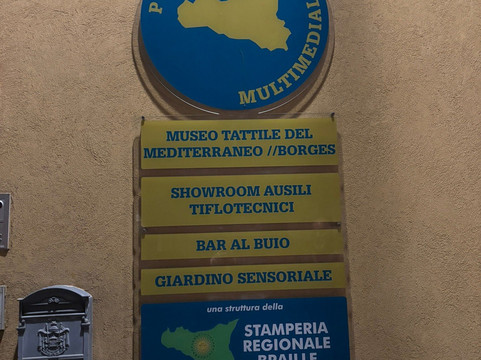 MULTIMEDIAL
MUSEO TATTILE DEL
MEDITERRANEO //BORGES
SHOWROOM AUSILI
TIFLOTECNICI
BAR AL BUIO
GIARDINO SENSORIALE
una struttura della
STAMPERIA
REGIONALE
BRAILLE